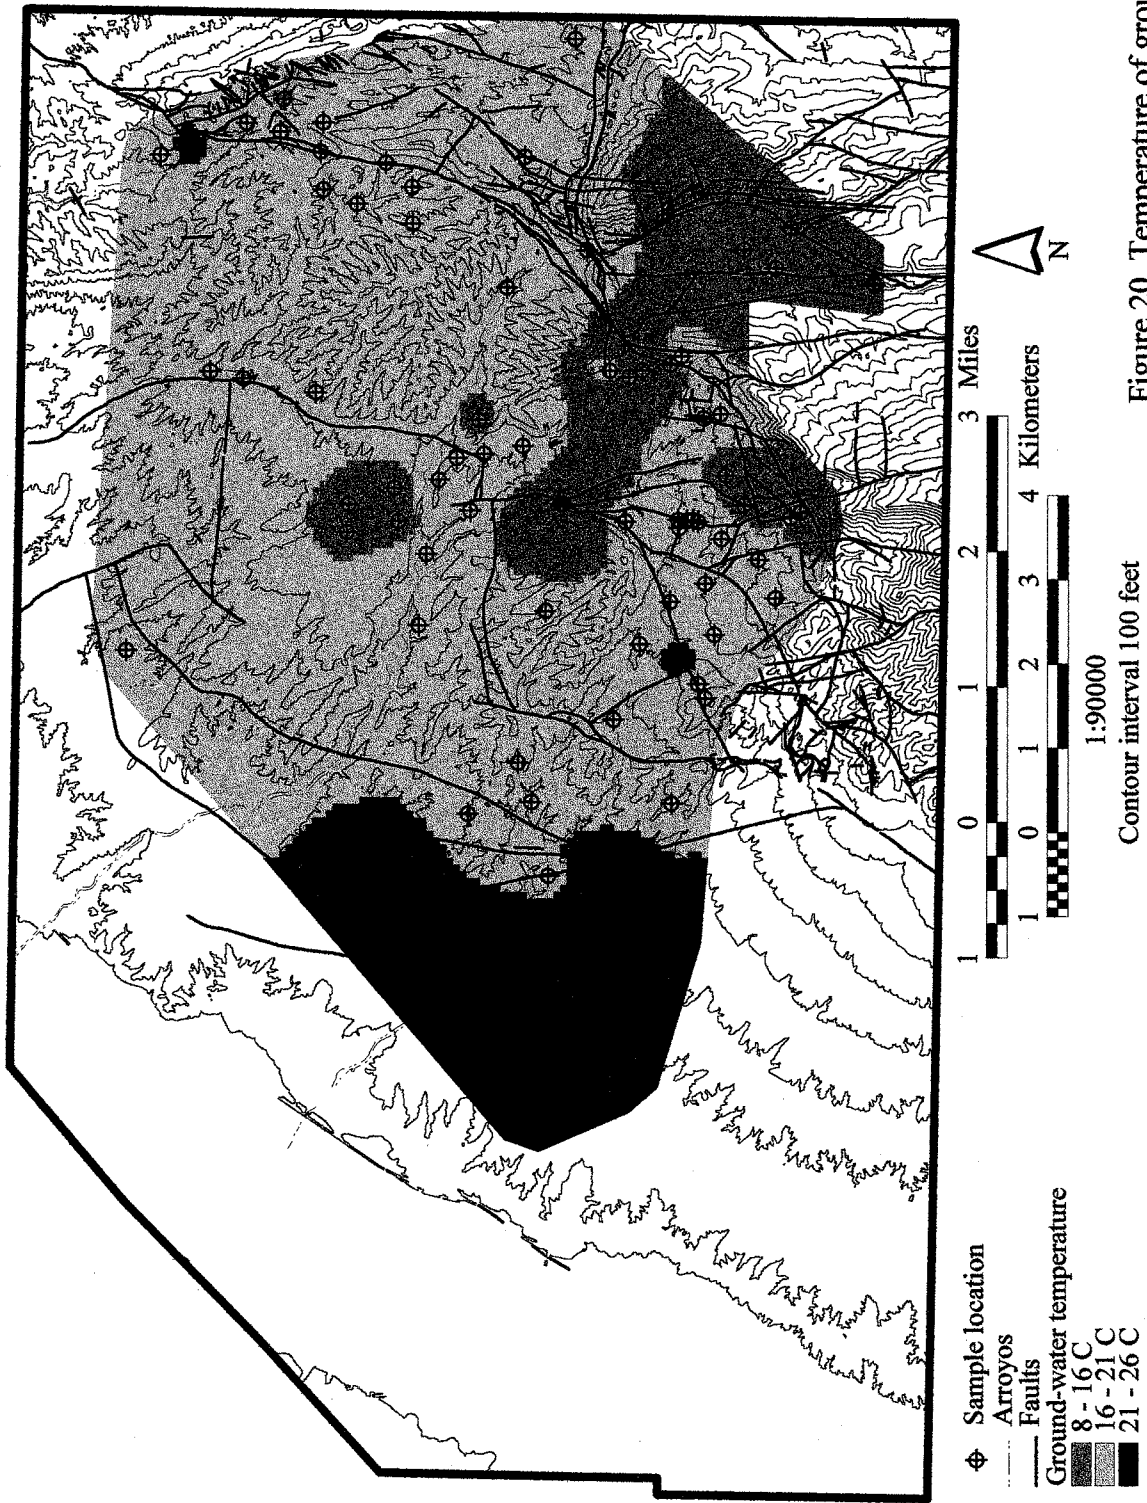 Sample location
Arroyos
Faults
Ground-water temperature
8 - 16 C
16 - 21 C
21 - 26 C
1 0 1 2 3 Miles
1 0 1 2 3 4 Kilometers
1:90000
Contour interval 100 feet
N
Figure 20. Temperature of